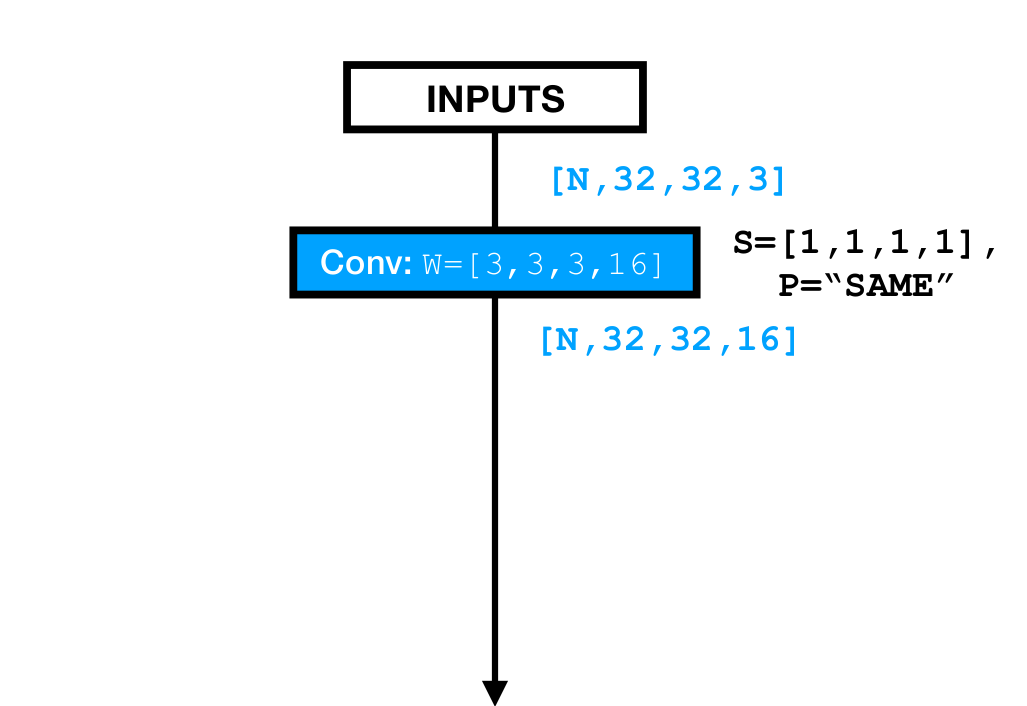 INPUTS
[N,32,32,3]
Conv: W=[3,3,3,16]
S=[1,1,1,1],
P=“SAME”
[N,32,32,16]